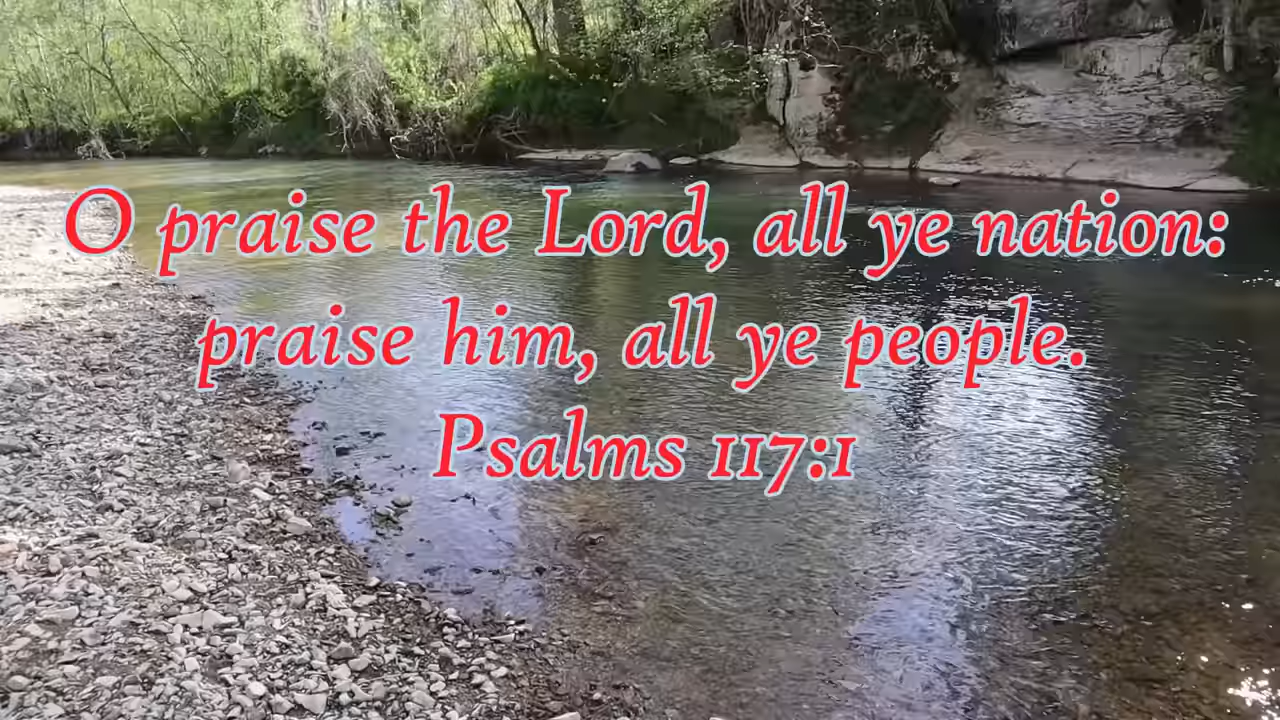 O praise the Lord, all ye nation:
praise him, all ye people.
Psalms 117:1